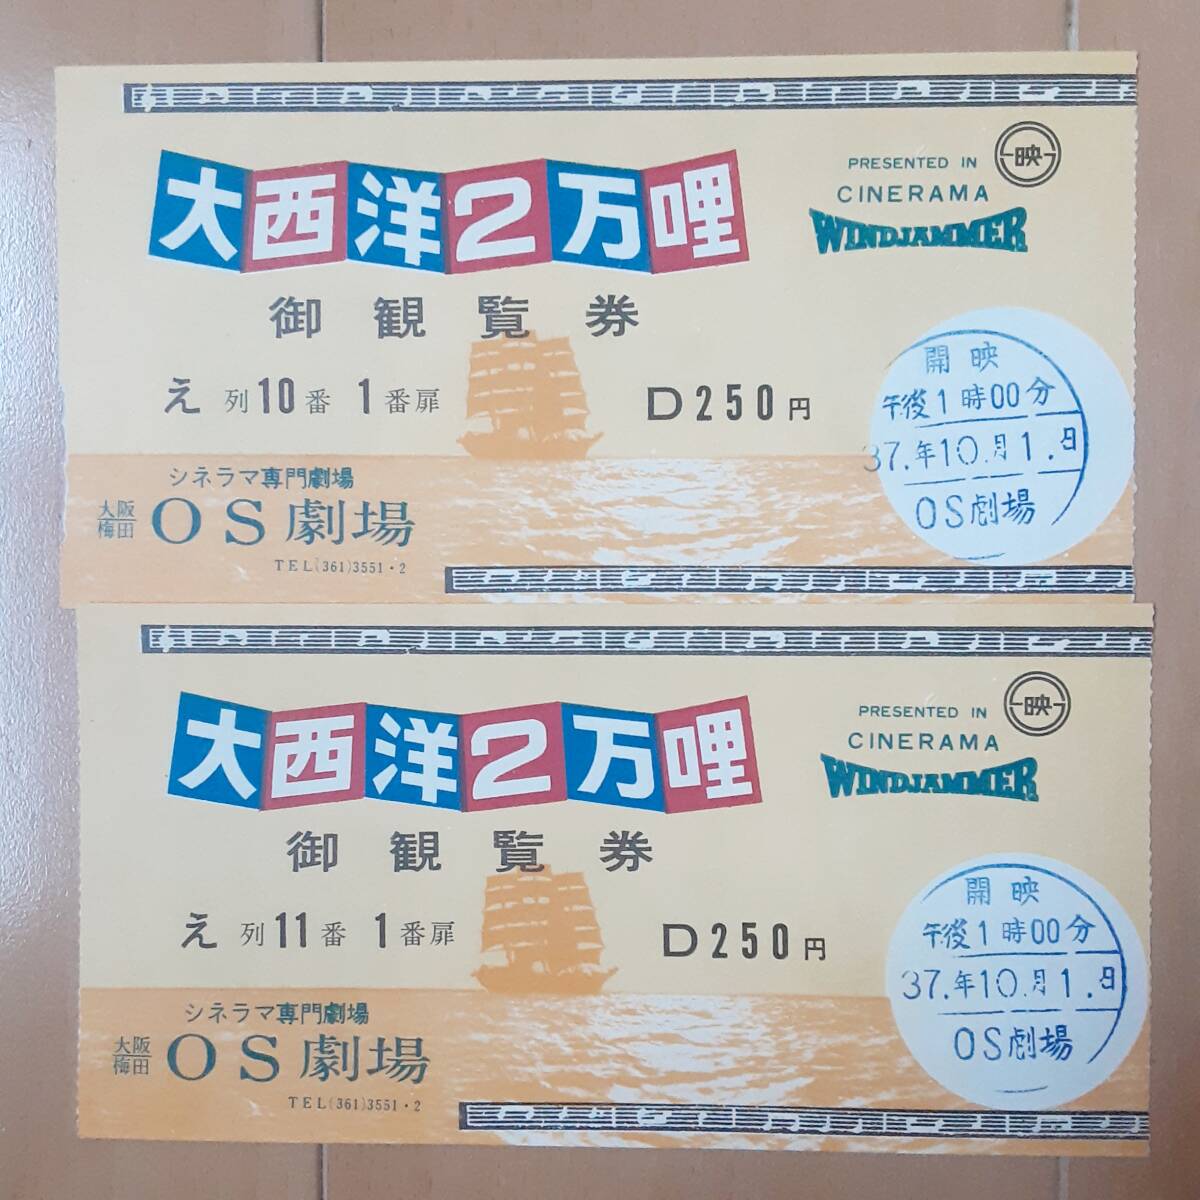 大西洋2万哩
PRESENTED IN
映
CINERAMA
WINDJAMMER
御観覧券
え列10番 1番扉 D250円
開映
午後1時00分
37.年10.月1.日
OS劇場
シネラマ専門劇場
大阪梅田 OS劇場
TEL(361)3551・2
大西洋2万哩
PRESENTED IN
映
CINERAMA
WINDJAMMER
御観覧券
え列11番 1番扉 D250円
開映
午後1時00分
37.年10.月1.日
OS劇場
シネラマ専門劇場
大阪梅田 OS劇場
TEL(361)3551・2